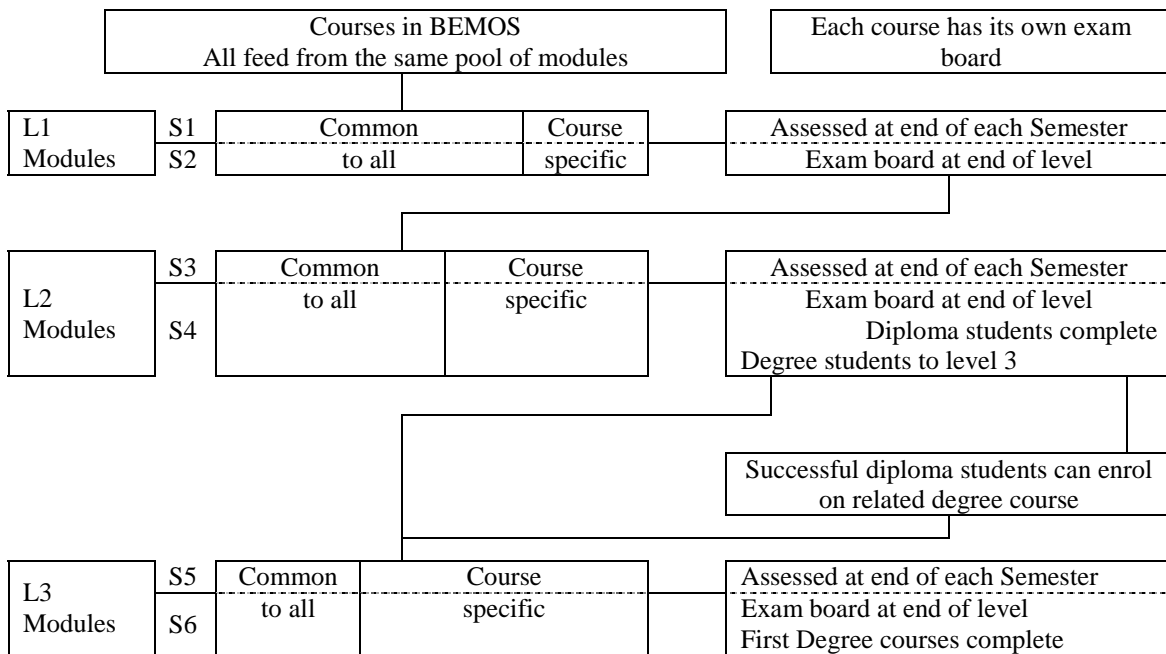 Courses in BEMOS
All feed from the same pool of modules
Each course has its own exam
board
L1
Modules
S1
S2
Common
to all
Course
specific
Assessed at end of each Semester
Exam board at end of level
L2
Modules
S3
S4
Common
to all
Course
specific
Assessed at end of each Semester
Exam board at end of level
Diploma students complete
Degree students to level 3
Successful diploma students can enrol
on related degree course
L3
Modules
S5
S6
Common
to all
Course
specific
Assessed at end of each Semester
Exam board at end of level
First Degree courses complete